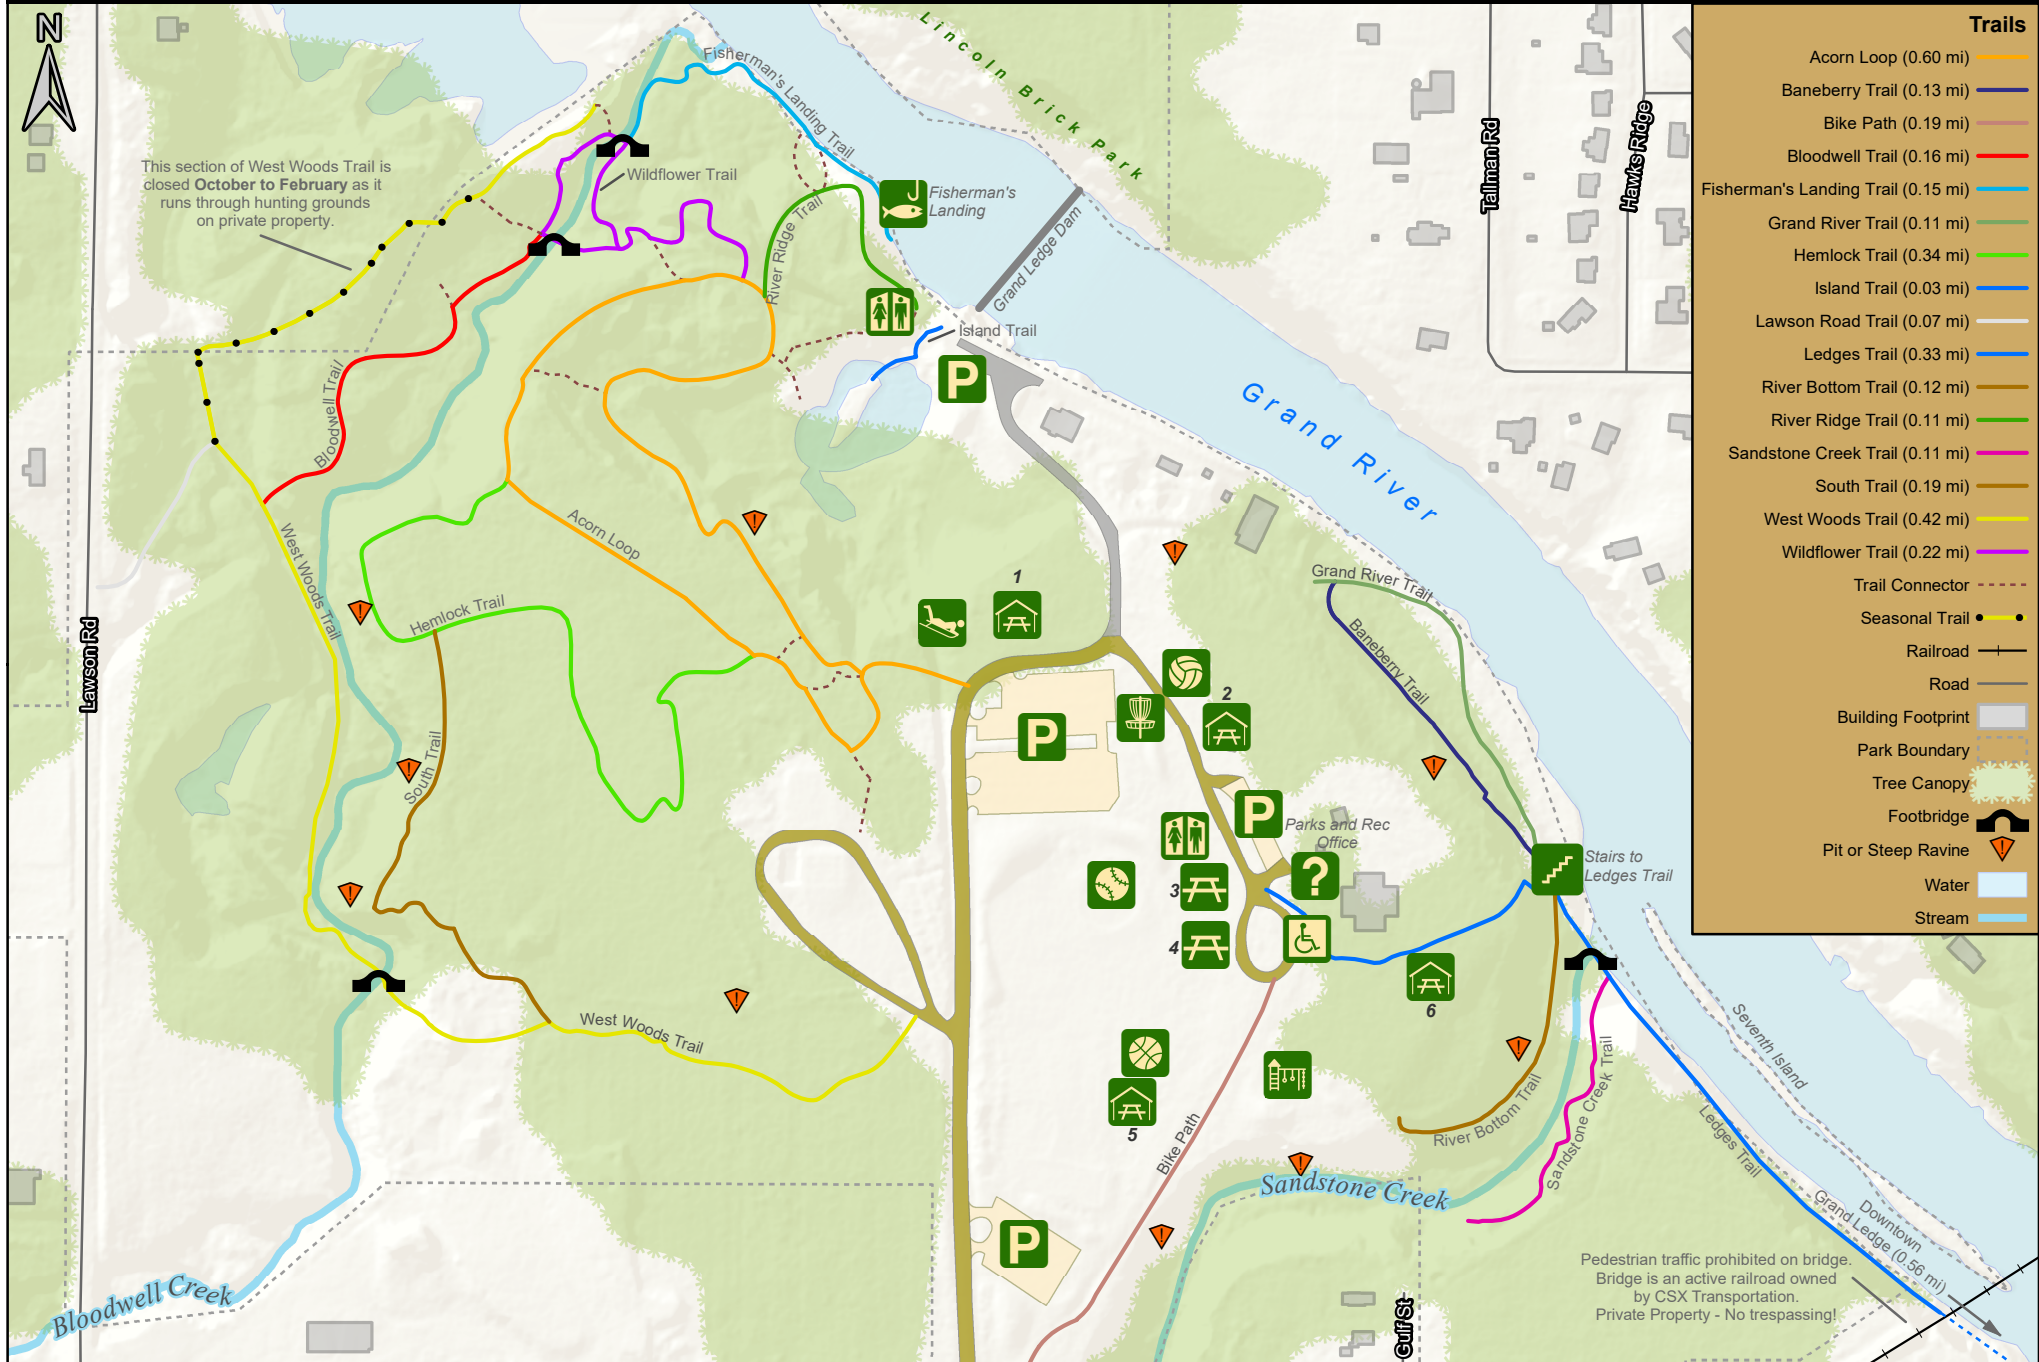 N
Lincoln Brick Park
Fisherman's Landing Trail
This section of West Woods Trail is
closed October to February as it
runs through hunting grounds
on private property.
Wildflower Trail
Fisherman's
Landing
Grand Ledge Dam
River Ridge Trail
Island Trail
P
Bloodwell Trail
Grand River
Tallman Rd
Hawks Ridge
West Woods Trail
Acorn Loop
Hemlock Trail
South Trail
Lawson Rd
1
Grand River Trail
Baneberry Trail
2
P
P
Parks and Rec
Office
?
3
4
Stairs to
Ledges Trail
6
West Woods Trail
5
Bike Path
River Bottom Trail
Sandstone Creek Trail
Sandstone Creek
Seventh Island
Ledges Trail
Downtown
Grand Ledge (0.56 mi)
P
Bloodwell Creek
Gulf St
Pedestrian traffic prohibited on bridge.
Bridge is an active railroad owned
by CSX Transportation.
Private Property - No trespassing!
Trails
Acorn Loop (0.60 mi)
Baneberry Trail (0.13 mi)
Bike Path (0.19 mi)
Bloodwell Trail (0.16 mi)
Fisherman's Landing Trail (0.15 mi)
Grand River Trail (0.11 mi)
Hemlock Trail (0.34 mi)
Island Trail (0.03 mi)
Lawson Road Trail (0.07 mi)
Ledges Trail (0.33 mi)
River Bottom Trail (0.12 mi)
River Ridge Trail (0.11 mi)
Sandstone Creek Trail (0.11 mi)
South Trail (0.19 mi)
West Woods Trail (0.42 mi)
Wildflower Trail (0.22 mi)
Trail Connector
Seasonal Trail
Railroad
Road
Building Footprint
Park Boundary
Tree Canopy
Footbridge
Pit or Steep Ravine
Water
Stream